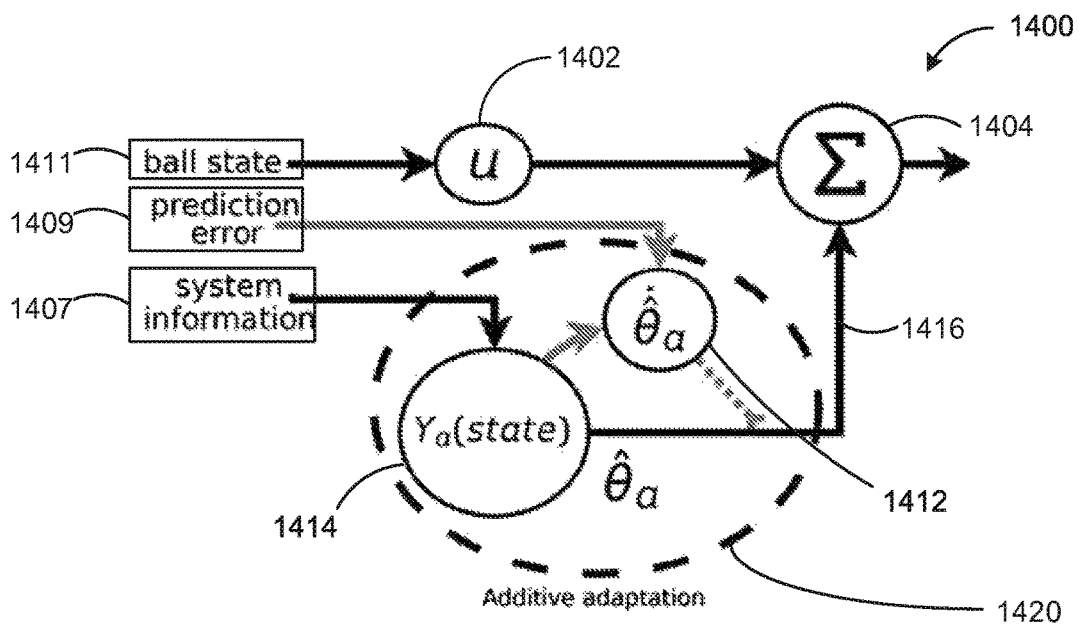 1400
1402
1404
1411
ball state
u
Σ
1409
prediction
error
1407
system
information
θ̂̇ₐ
1416
Yₐ(state)
θ̂ₐ
1412
1414
Additive adaptation
1420